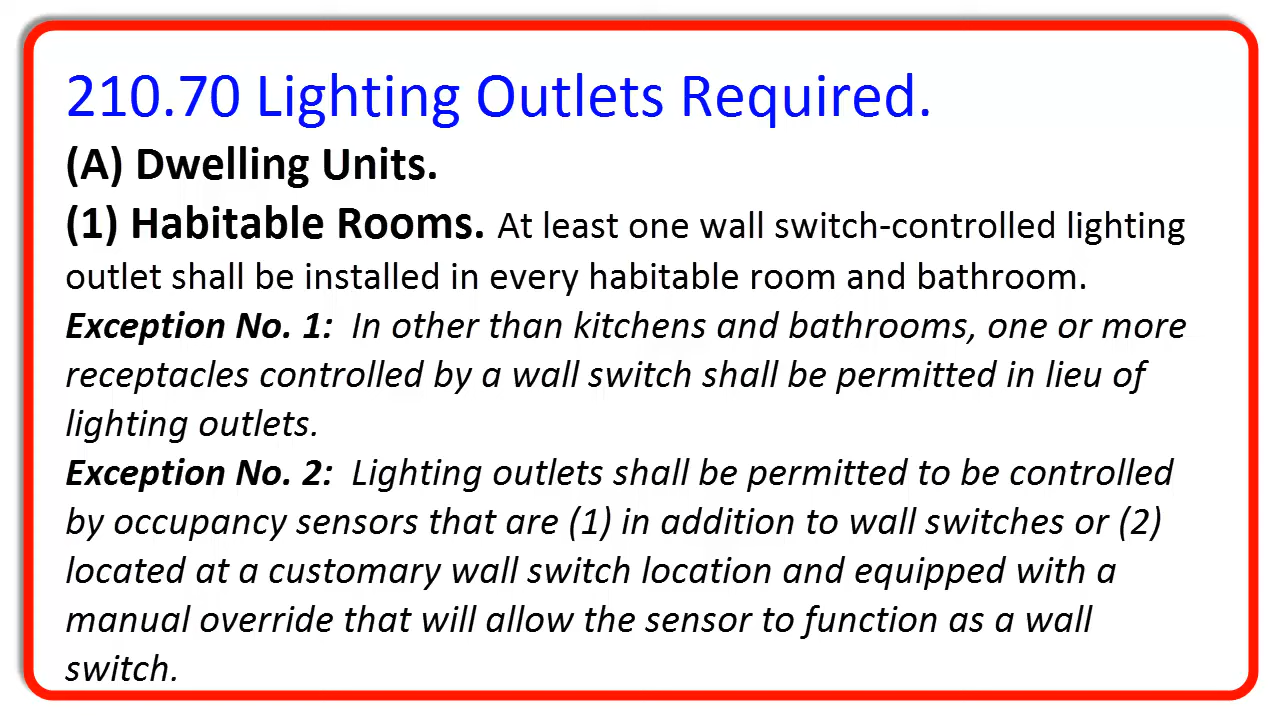 210.70 Lighting Outlets Required.
(A) Dwelling Units.
(1) Habitable Rooms. At least one wall switch-controlled lighting
outlet shall be installed in every habitable room and bathroom.
Exception No. 1:  In other than kitchens and bathrooms, one or more
receptacles controlled by a wall switch shall be permitted in lieu of
lighting outlets.
Exception No. 2:  Lighting outlets shall be permitted to be controlled
by occupancy sensors that are (1) in addition to wall switches or (2)
located at a customary wall switch location and equipped with a
manual override that will allow the sensor to function as a wall
switch.